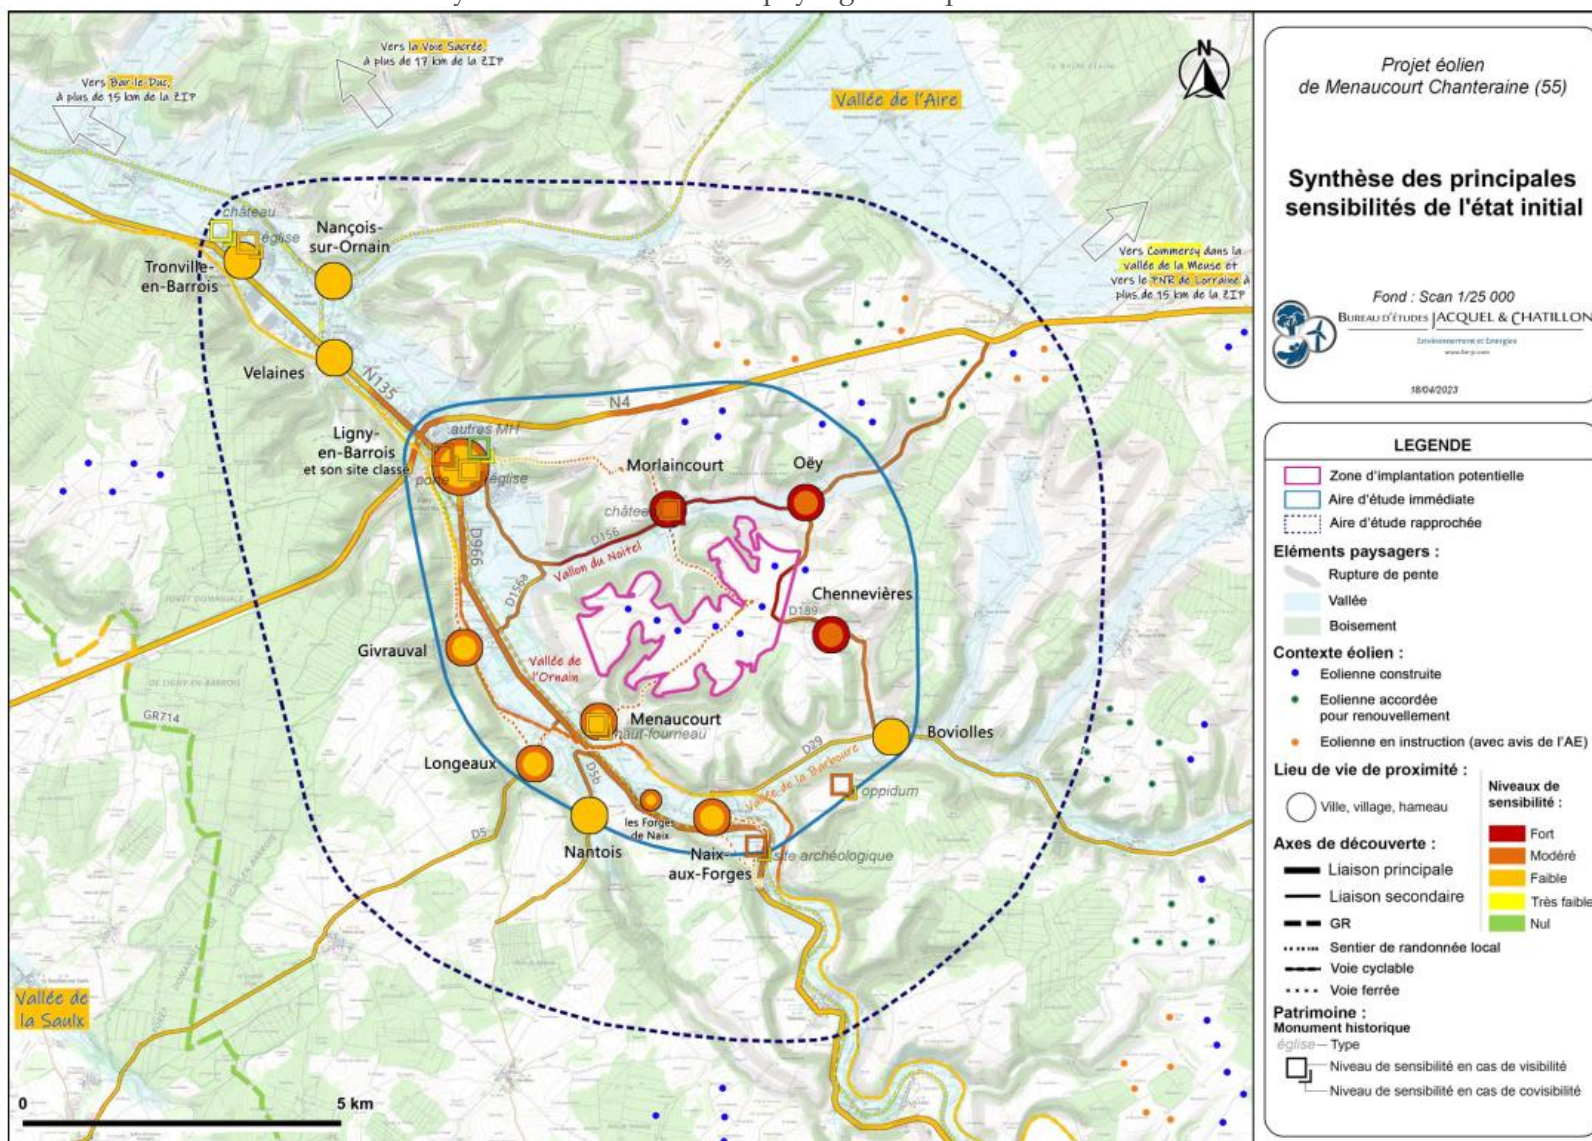 Vers la Voie Sacrée,
à plus de 17 km de la ZIP
Vers Bar-le-Duc,
à plus de 15 km de la ZIP
Vallée de l'Aire
N
château
église
Nançois-
sur-Ornain
Tronville-
en-Barrois
Velaines
N135
Vers Commercy dans la
vallée de la Meuse et
vers le PNR de Lorraine à
plus de 15 km de la ZIP
N4
Ligny-
en-Barrois
et son site classé
autres MH
porte
église
Morlaincourt
château
Oëy
D156
Vallon du Noitel
D966
D156a
Chennevières
D189
Givrauval
Vallée de
l'Ornain
GR714
Menaucourt
haut-fourneau
Longeaux
D5b
D29
Vallée de la Barboure
Boviolles
oppidum
les Forges
de Naix
D5
Nantois
Naix-
aux-Forges
site archéologique
Vallée de
la Saulx
0
5 km
Projet éolien
de Menaucourt Chanteraine (55)
Synthèse des principales
sensibilités de l'état initial
Fond : Scan 1/25 000
BUREAU D'ÉTUDES JACQUEL & CHATILLON
Environnement et Energies
18/04/2023
LEGENDE
Zone d'implantation potentielle
Aire d'étude immédiate
Aire d'étude rapprochée
Eléments paysagers :
Rupture de pente
Vallée
Boisement
Contexte éolien :
Eolienne construite
Eolienne accordée
pour renouvellement
Eolienne en instruction (avec avis de l'AE)
Lieu de vie de proximité :
Ville, village, hameau
Niveaux de
sensibilité :
Fort
Modéré
Faible
Très faible
Nul
Axes de découverte :
Liaison principale
Liaison secondaire
GR
Sentier de randonnée local
Voie cyclable
Voie ferrée
Patrimoine :
Monument historique
église – Type
Niveau de sensibilité en cas de visibilité
Niveau de sensibilité en cas de covisibilité